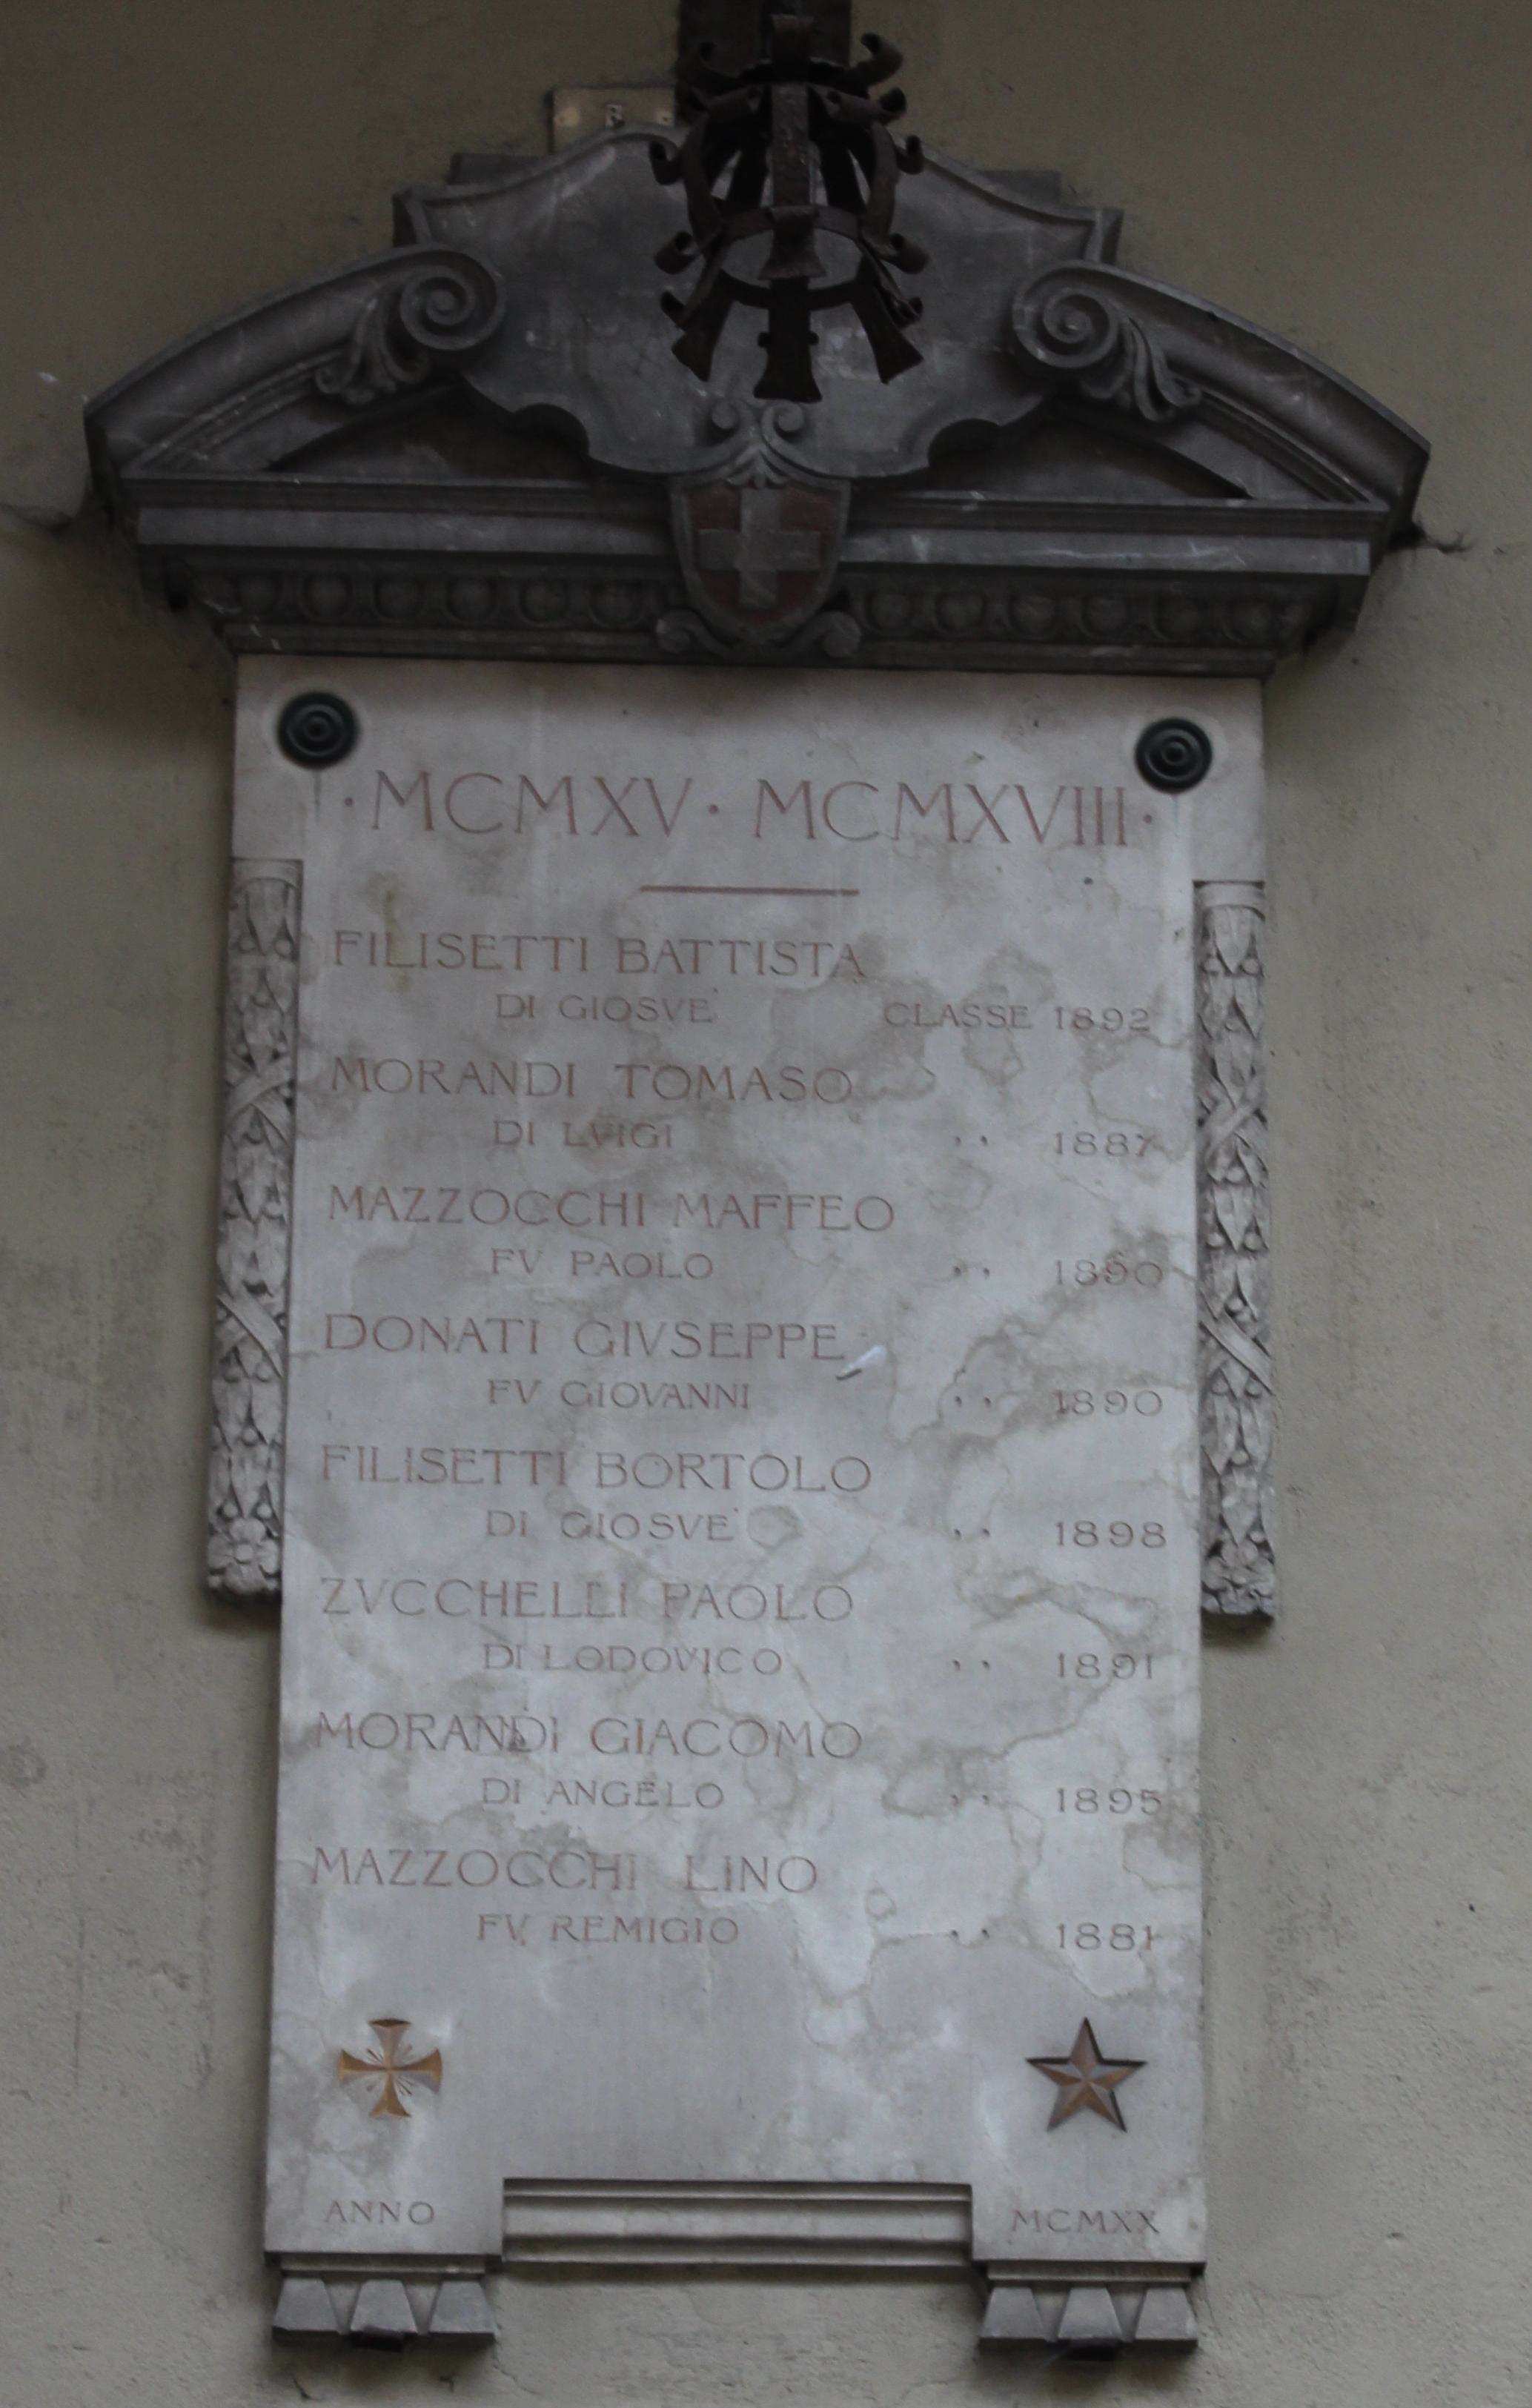 ·MCMXV·MCMXVIII·
FILISETTI BATTISTA
DI GIOSVE' CLASSE 1892
MORANDI TOMASO
DI LVIGI ,, 1887
MAZZOCCHI MAFFEO
FV PAOLO ,, 1890
DONATI GIVSEPPE
FV GIOVANNI ,, 1890
FILISETTI BORTOLO
DI GIOSVE' ,, 1898
ZVCCHELLI PAOLO
DI LODOVICO ,, 1891
MORANDI GIACOMO
DI ANGELO ,, 1895
MAZZOCCHI LINO
FV REMIGIO ,, 1881
ANNO MCMXX